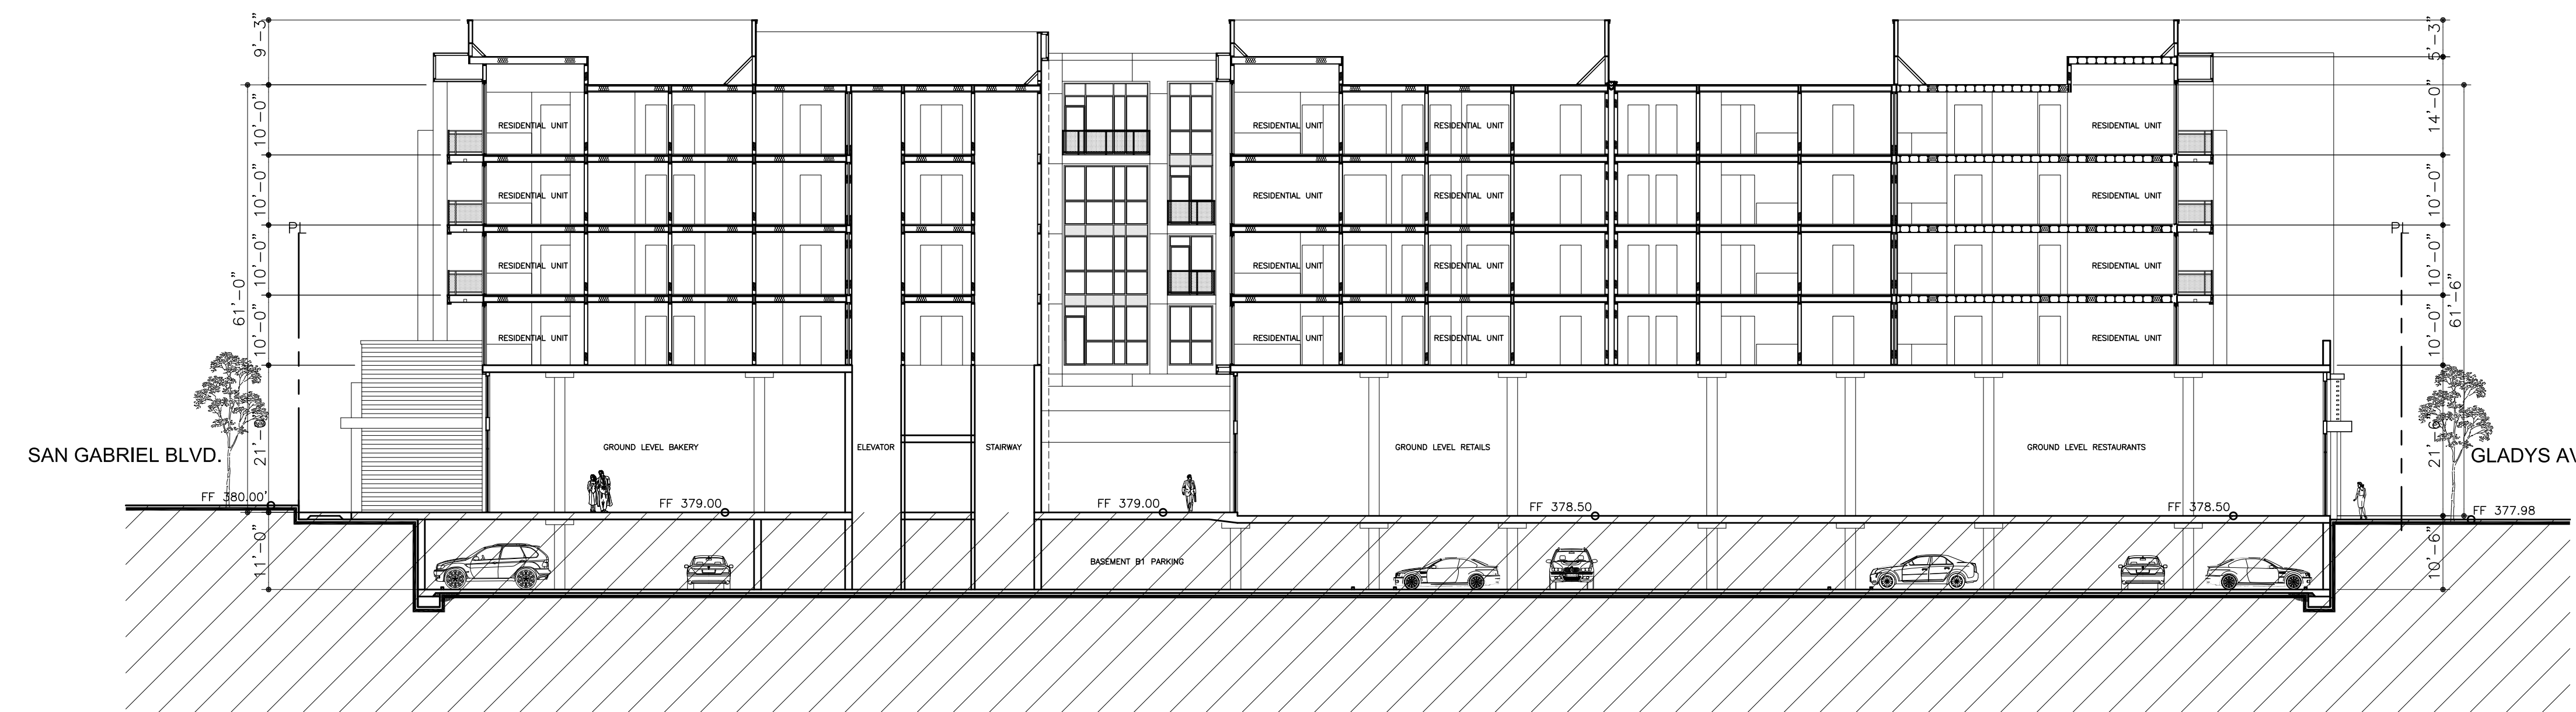 9'-3"
5'-3"
10'-0"
RESIDENTIAL UNIT
RESIDENTIAL UNIT
RESIDENTIAL UNIT
RESIDENTIAL UNIT
14'-0"
10'-0"
RESIDENTIAL UNIT
RESIDENTIAL UNIT
RESIDENTIAL UNIT
RESIDENTIAL UNIT
10'-0"
PL
PL
61'-0"
10'-0"
RESIDENTIAL UNIT
RESIDENTIAL UNIT
RESIDENTIAL UNIT
RESIDENTIAL UNIT
10'-0"
61'-6"
10'-0"
RESIDENTIAL UNIT
RESIDENTIAL UNIT
RESIDENTIAL UNIT
RESIDENTIAL UNIT
10'-0"
SAN GABRIEL BLVD.
21'-0"
GROUND LEVEL BAKERY
ELEVATOR
STAIRWAY
GROUND LEVEL RETAILS
GROUND LEVEL RESTAURANTS
21'-6"
GLADYS AV
FF 380.00'
FF 379.00
FF 379.00
FF 378.50
FF 378.50
FF 377.98
11'-0"
BASEMENT B1 PARKING
10'-6"